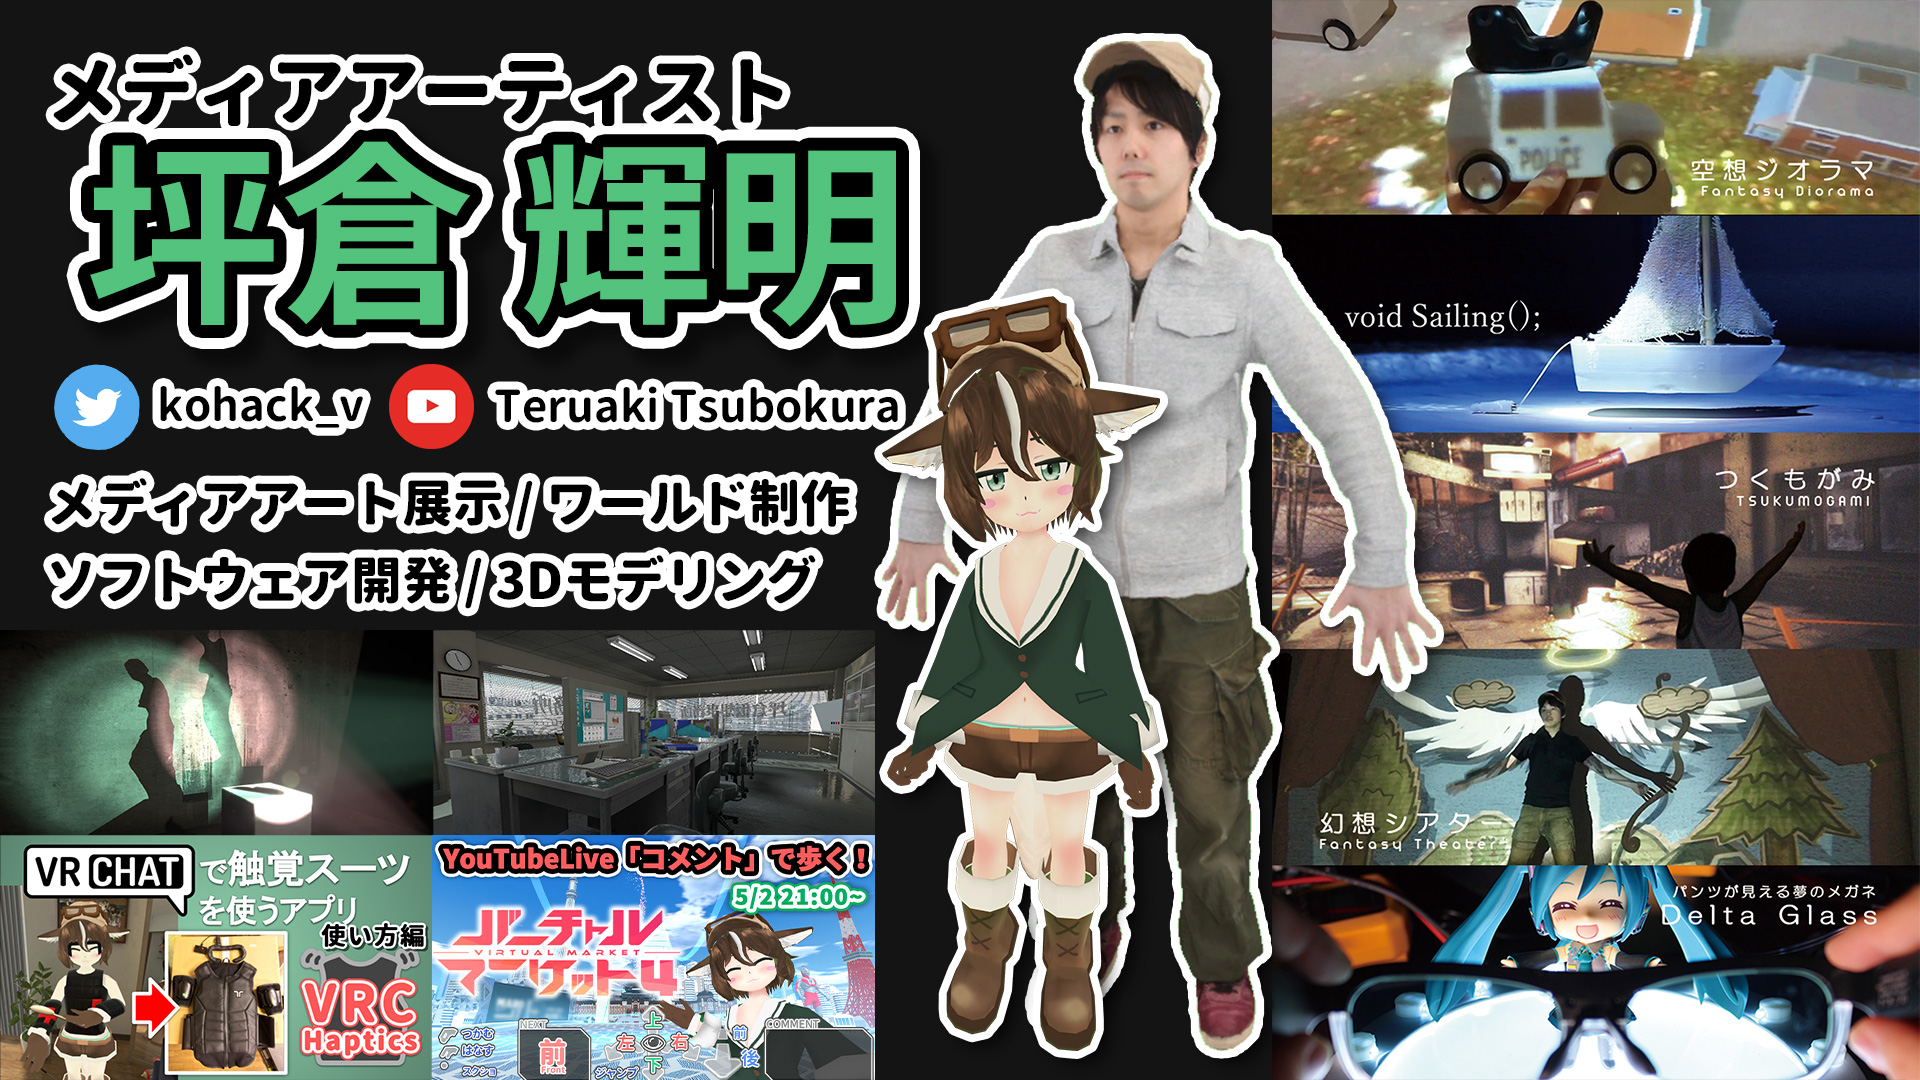 メディアアーティスト
坪倉 輝明
kohack_v
Teruaki Tsubokura
メディアアート展示 / ワールド制作
ソフトウェア開発 / 3Dモデリング
VR CHAT で触覚スーツ
を使うアプリ
使い方編
VRC
Haptics
YouTubeLive「コメント」で歩く！
5/2 21:00~
バーチャル
VIRTUAL MARKET
マーケット4
つかむ
はなす
スクショ
NEXT
前
Front
上
左
右
下
ジャンプ
前
後
COMMENT
POLICE
空想ジオラマ
Fantasy Diorama
void Sailing();
つくもがみ
TSUKUMOGAMI
幻想シアター
Fantasy Theater
パンツが見える夢のメガネ
Delta Glass